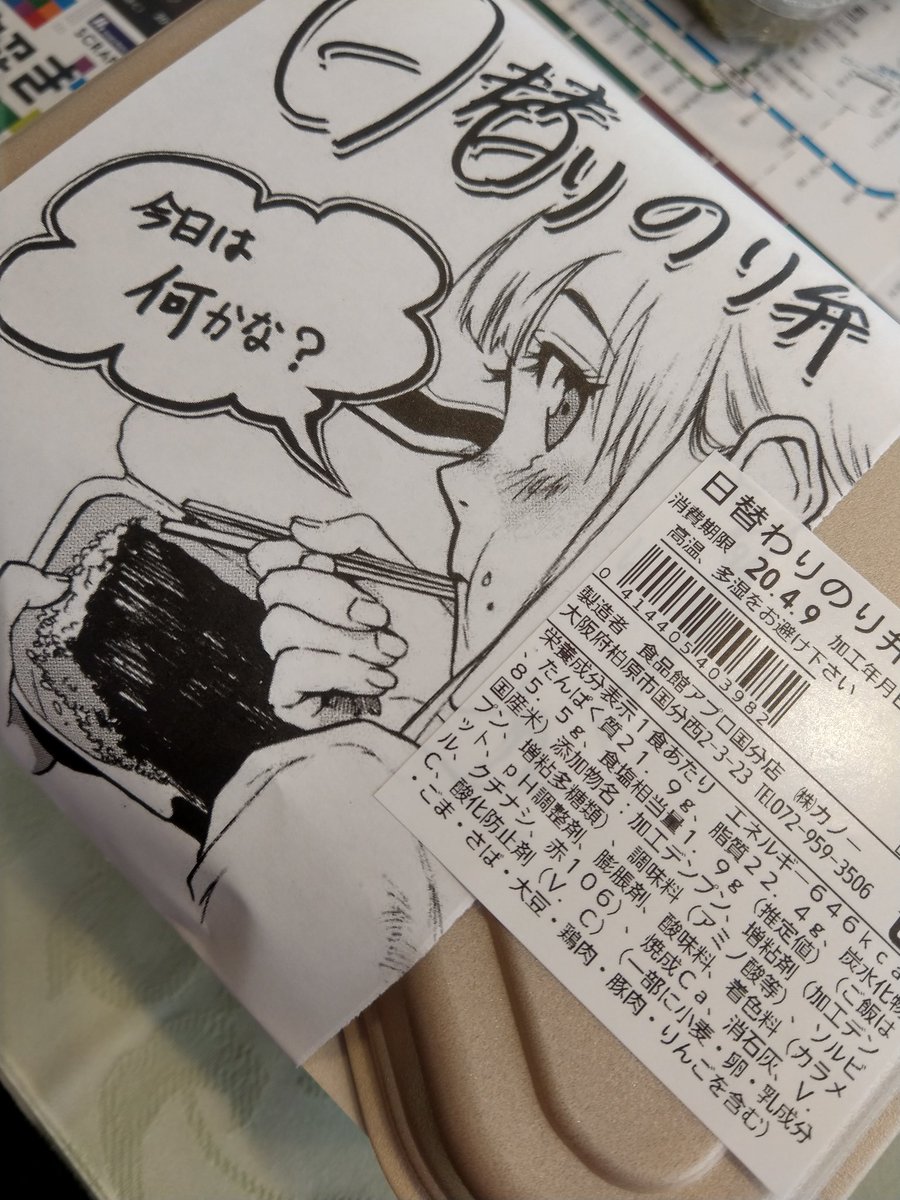 日替りのり弁
今日は
何かな？
日替わりのり弁
消費期限 20.4.9 加工年月日
高温、多湿をお避け下さい
0 414405 403982
製造者 食品館アプロ国分店 ㈱カノー
大阪府柏原市国分西2-3-23 TEL072-959-3506
栄養成分表示1食あたり エネルギー646kca
、たんぱく質21.9g、脂質22.4g、炭水化物
85.5g、食塩相当量1.9g（推定値）（ご飯は
国産米）添加物名：加工デンプン、増粘剤（加工デン
プン、増粘多糖類）、調味料（アミノ酸等）、ソルビ
ット、pH調整剤、膨脹剤、酸味料、着色料（カラメ
ル、クチナシ、赤106）、焼成Ca、消石灰、V.
C、酸化防止剤（V.C）（一部に小麦・卵・乳成分
・ごま・さば・大豆・鶏肉・豚肉・りんごを含む）